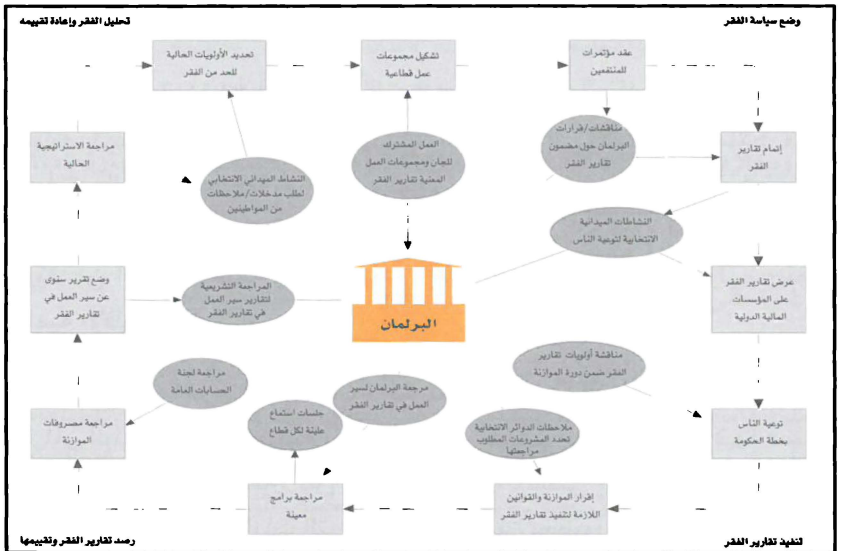 وضع سياسة الفقر
تحليل الفقر وإعادة تقييمه
عقد مؤتمرات
للمنتفعين
تشكيل مجموعات
عمل قطاعية
تحديد الأولويات الحالية
للحد من الفقر
مناقشات/قرارات
البرلمان حول مضمون
تقارير الفقر
العمل المشترك
للجان ومجموعات العمل
المعنية تقارير الفقر
إتمام تقارير
الفقر
مراجعة الاستراتيجية
الحالية
النشاط الميداني الانتخابي
لطلب مدخلات/ملاحظات
من المواطنين
النشاطات الميدانية
الانتخابية لتوعية الناس
عرض تقارير الفقر
على المؤسسات
المالية الدولية
البرلمان
المراجعة التشريعية
لتقارير سير العمل
في تقارير الفقر
وضع تقرير سنوى
عن سير العمل في
تقارير الفقر
مناقشة أولويات تقارير
الفقر ضمن دورة الموازنة
مراجعة لجنة
الحسابات العامة
مرجعة البرلمان لسير
العمل في تقارير الفقر
توعية الناس
بخطة الحكومة
ملاحظات الدوائر الانتخابية
تحدد المشروعات المطلوب
مراجعتها
جلسات استماع
علينة لكل قطاع
مراجعة مصروفات
الموازنة
إقرار الموازنة والقوانين
اللازمة لتنفيذ تقارير الفقر
مراجعة برامج
معينة
لتفيذ تقارير الفقر
رصد تقارير الفقر وتقييمها